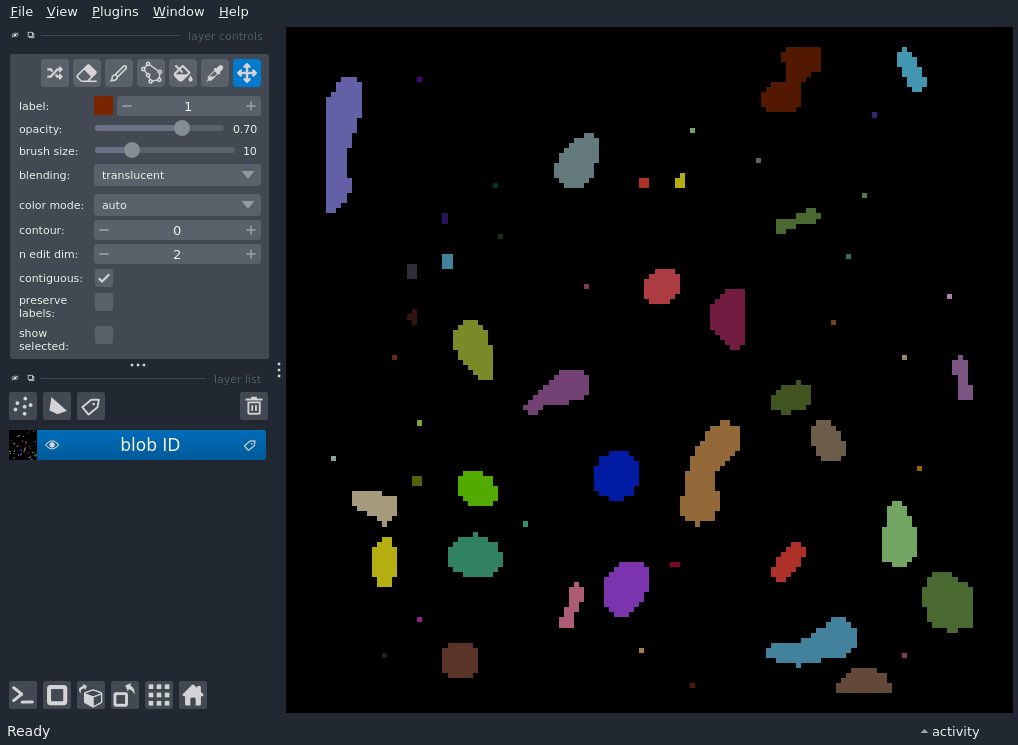 File View Plugins Window Help
layer controls
label: 1
opacity: 0.70
brush size: 10
blending: translucent
color mode: auto
contour: 0
n edit dim: 2
contiguous:
preserve
labels:
show
selected:
layer list
blob ID
Ready activity